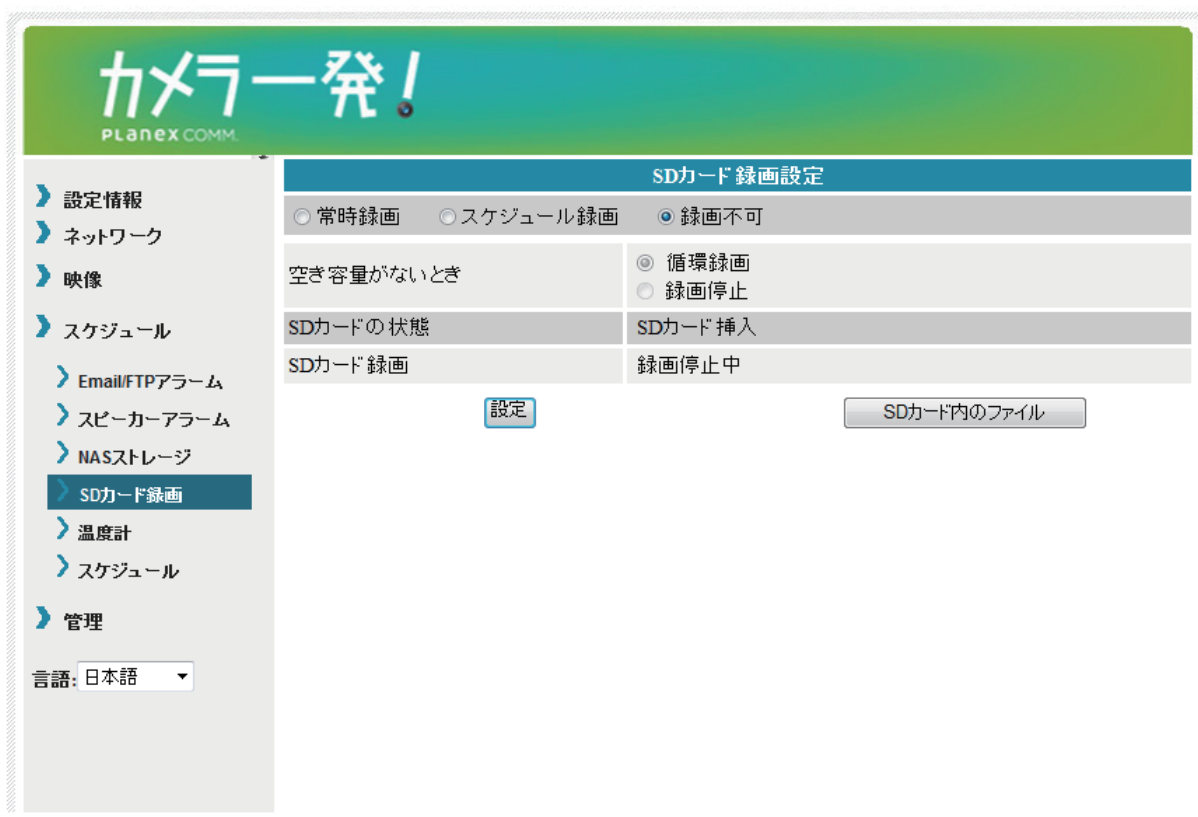 カメラ一発!
PLanex COMM.
設定情報
ネットワーク
映像
スケジュール
Email/FTPアラーム
スピーカーアラーム
NASストレージ
SDカード録画
温度計
スケジュール
管理
言語: 日本語
SDカード録画設定
常時録画 スケジュール録画 録画不可
空き容量がないとき 循環録画
録画停止
SDカードの状態 SDカード挿入
SDカード録画 録画停止中
設定 SDカード内のファイル